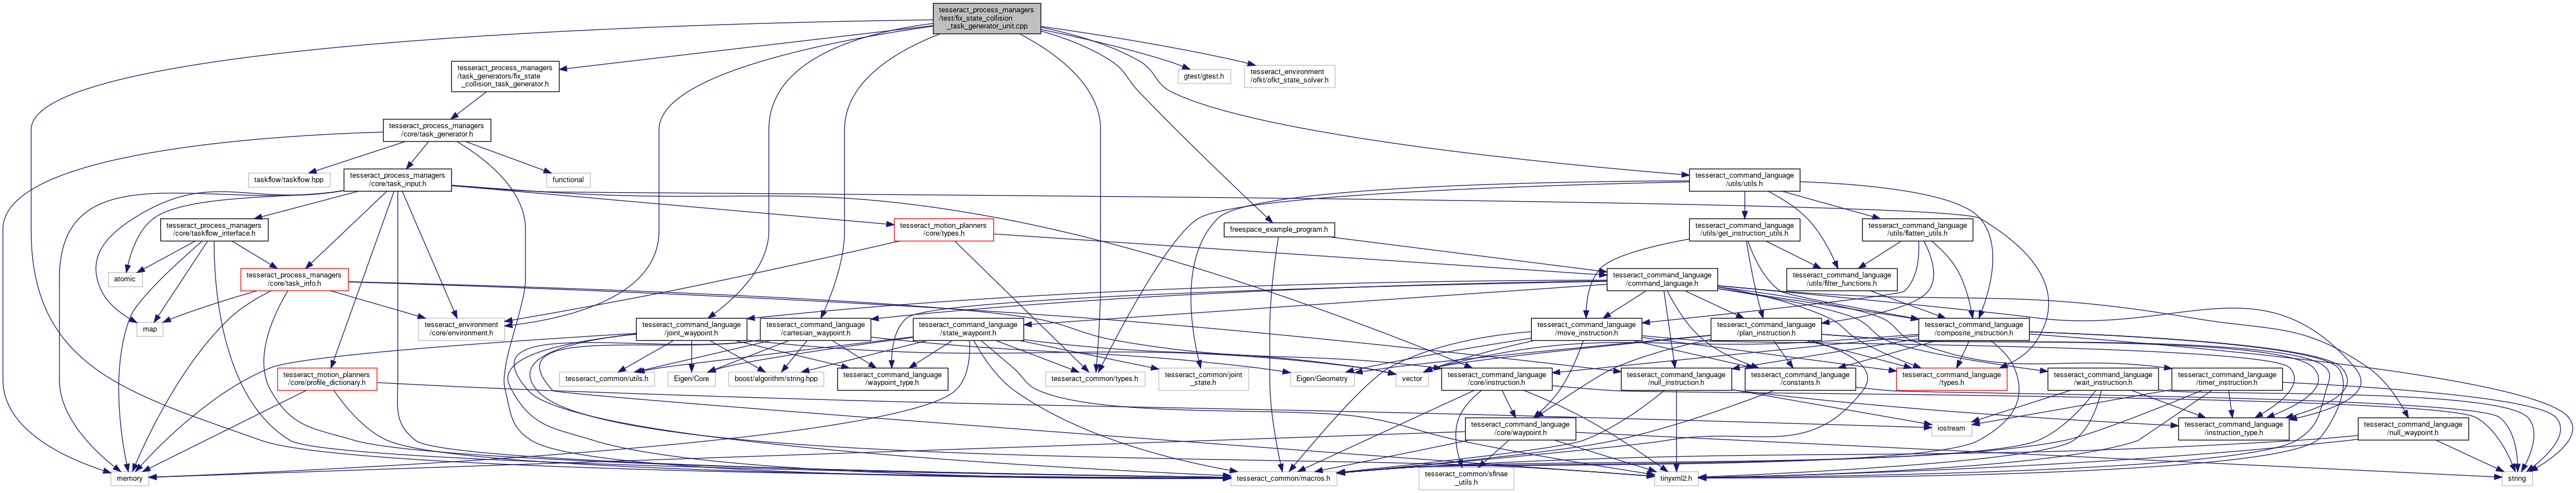 tesseract_process_managers
/test/fix_state_collision
_task_generator_unit.cpp
tesseract_process_managers
/task_generators/fix_state
_collision_task_generator.h
gtest/gtest.h
tesseract_environment
/ofkt/ofkt_state_solver.h
tesseract_process_managers
/core/task_generator.h
taskflow/taskflow.hpp
tesseract_process_managers
/core/task_input.h
functional
tesseract_command_language
/utils/utils.h
tesseract_process_managers
/core/taskflow_interface.h
tesseract_motion_planners
/core/types.h
freespace_example_program.h
tesseract_command_language
/utils/get_instruction_utils.h
tesseract_command_language
/utils/flatten_utils.h
atomic
tesseract_process_managers
/core/task_info.h
tesseract_command_language
/command_language.h
tesseract_command_language
/utils/filter_functions.h
map
tesseract_environment
/core/environment.h
tesseract_command_language
/joint_waypoint.h
tesseract_command_language
/cartesian_waypoint.h
tesseract_command_language
/state_waypoint.h
tesseract_command_language
/move_instruction.h
tesseract_command_language
/plan_instruction.h
tesseract_command_language
/composite_instruction.h
tesseract_motion_planners
/core/profile_dictionary.h
tesseract_common/utils.h
Eigen/Core
boost/algorithm/string.hpp
tesseract_command_language
/waypoint_type.h
tesseract_common/types.h
tesseract_common/joint
_state.h
Eigen/Geometry
vector
tesseract_command_language
/core/instruction.h
tesseract_command_language
/null_instruction.h
tesseract_command_language
/constants.h
tesseract_command_language
/types.h
tesseract_command_language
/wait_instruction.h
tesseract_command_language
/timer_instruction.h
tesseract_command_language
/core/waypoint.h
iostream
tesseract_command_language
/instruction_type.h
tesseract_command_language
/null_waypoint.h
memory
tesseract_common/macros.h
tesseract_common/sfinae
_utils.h
tinyxml2.h
string